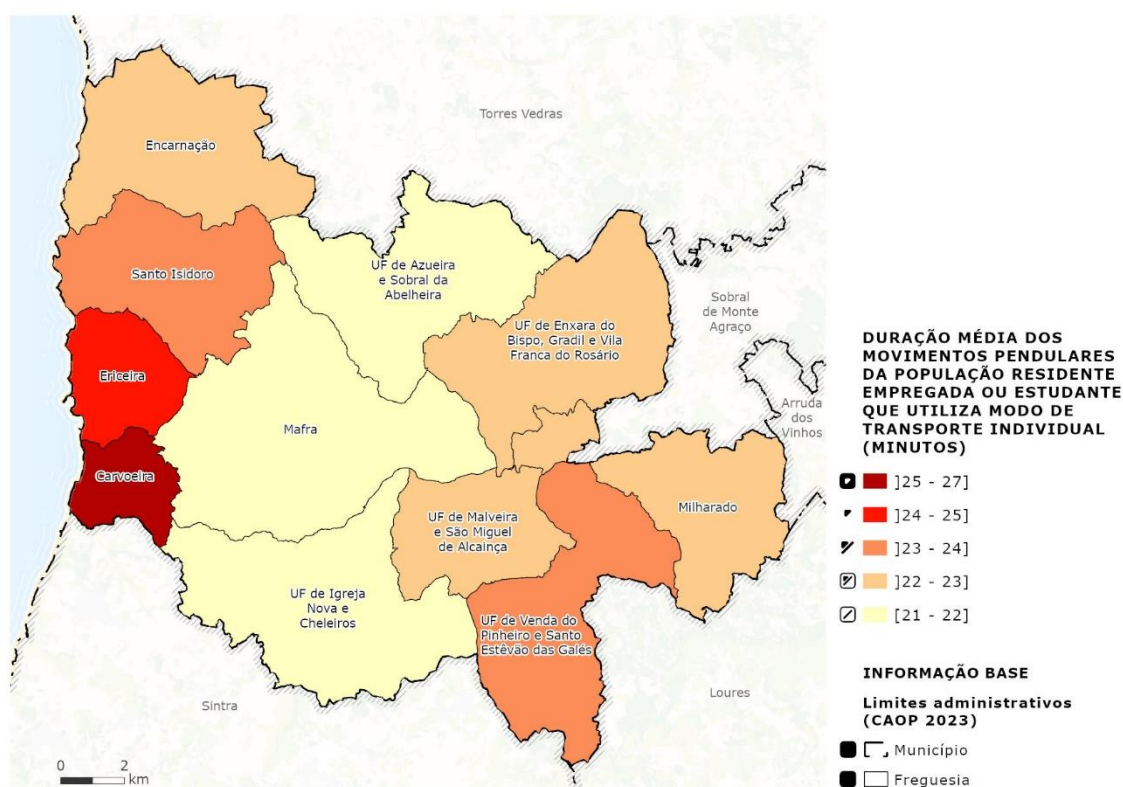 Torres Vedras
Encarnação
Santo Isidoro
UF de Azueira
e Sobral da
Abelheira
Sobral
de Monte
Agraço
UF de Enxara do
Bispo, Gradil e Vila
Franca do Rosário
Ericeira
Arruda
dos
Vinhos
Mafra
Carvoeira
Milharado
UF de Malveira
e São Miguel
de Alcainça
UF de Igreja
Nova e
Cheleiros
UF de Venda do
Pinheiro e Santo
Estêvão das Galés
Sintra
Loures
0 2
km
DURAÇÃO MÉDIA DOS
MOVIMENTOS PENDULARES
DA POPULAÇÃO RESIDENTE
EMPREGADA OU ESTUDANTE
QUE UTILIZA MODO DE
TRANSPORTE INDIVIDUAL
(MINUTOS)
]25 - 27]
]24 - 25]
]23 - 24]
]22 - 23]
[21 - 22]
INFORMAÇÃO BASE
Limites administrativos
(CAOP 2023)
Município
Freguesia